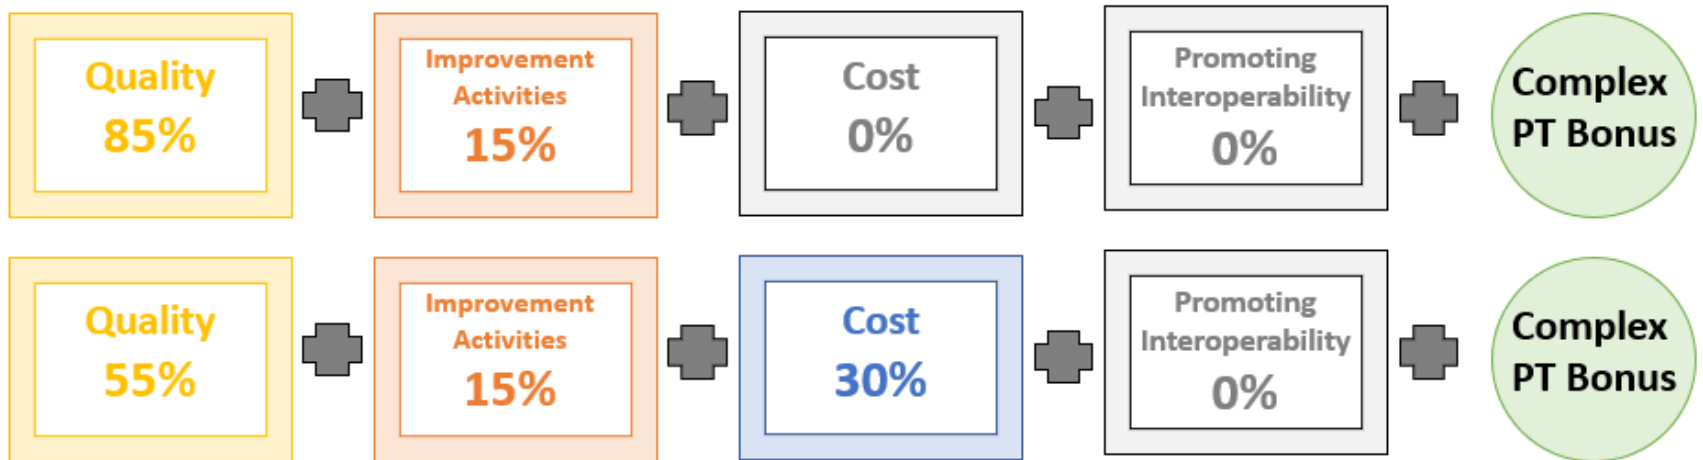 Quality
85%
Improvement
Activities
15%
Cost
0%
Promoting
Interoperability
0%
Complex
PT Bonus
Quality
55%
Improvement
Activities
15%
Cost
30%
Promoting
Interoperability
0%
Complex
PT Bonus